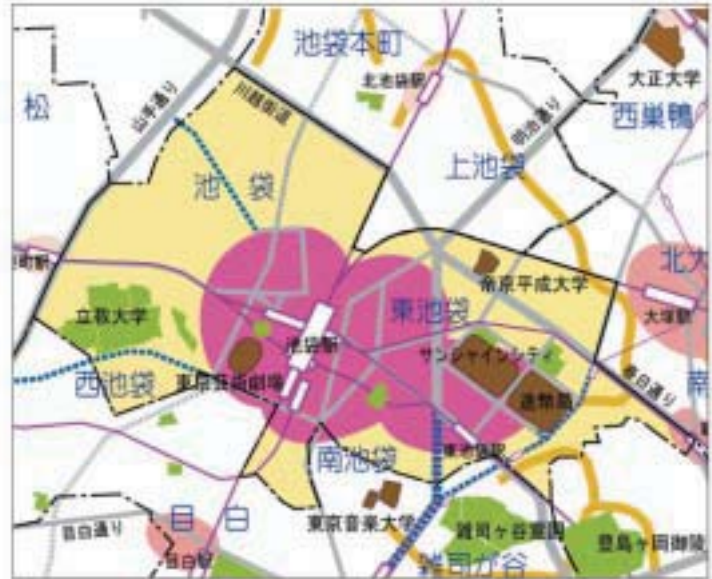 池袋本町
北池袋駅
大正大学
松
山手通り
川越街道
明治通り
西巣鴨
上池袋
池袋
北大
帝京平成大学
東池袋
大塚駅
立教大学
池袋駅
サンシャインシティ
西池袋
東京芸術劇場
造幣局
春日通り
南
南池袋
東池袋駅
目白通り
目白
東京音楽大学
雑司ヶ谷霊園
豊島ヶ岡御陵
目白駅
雑司が谷